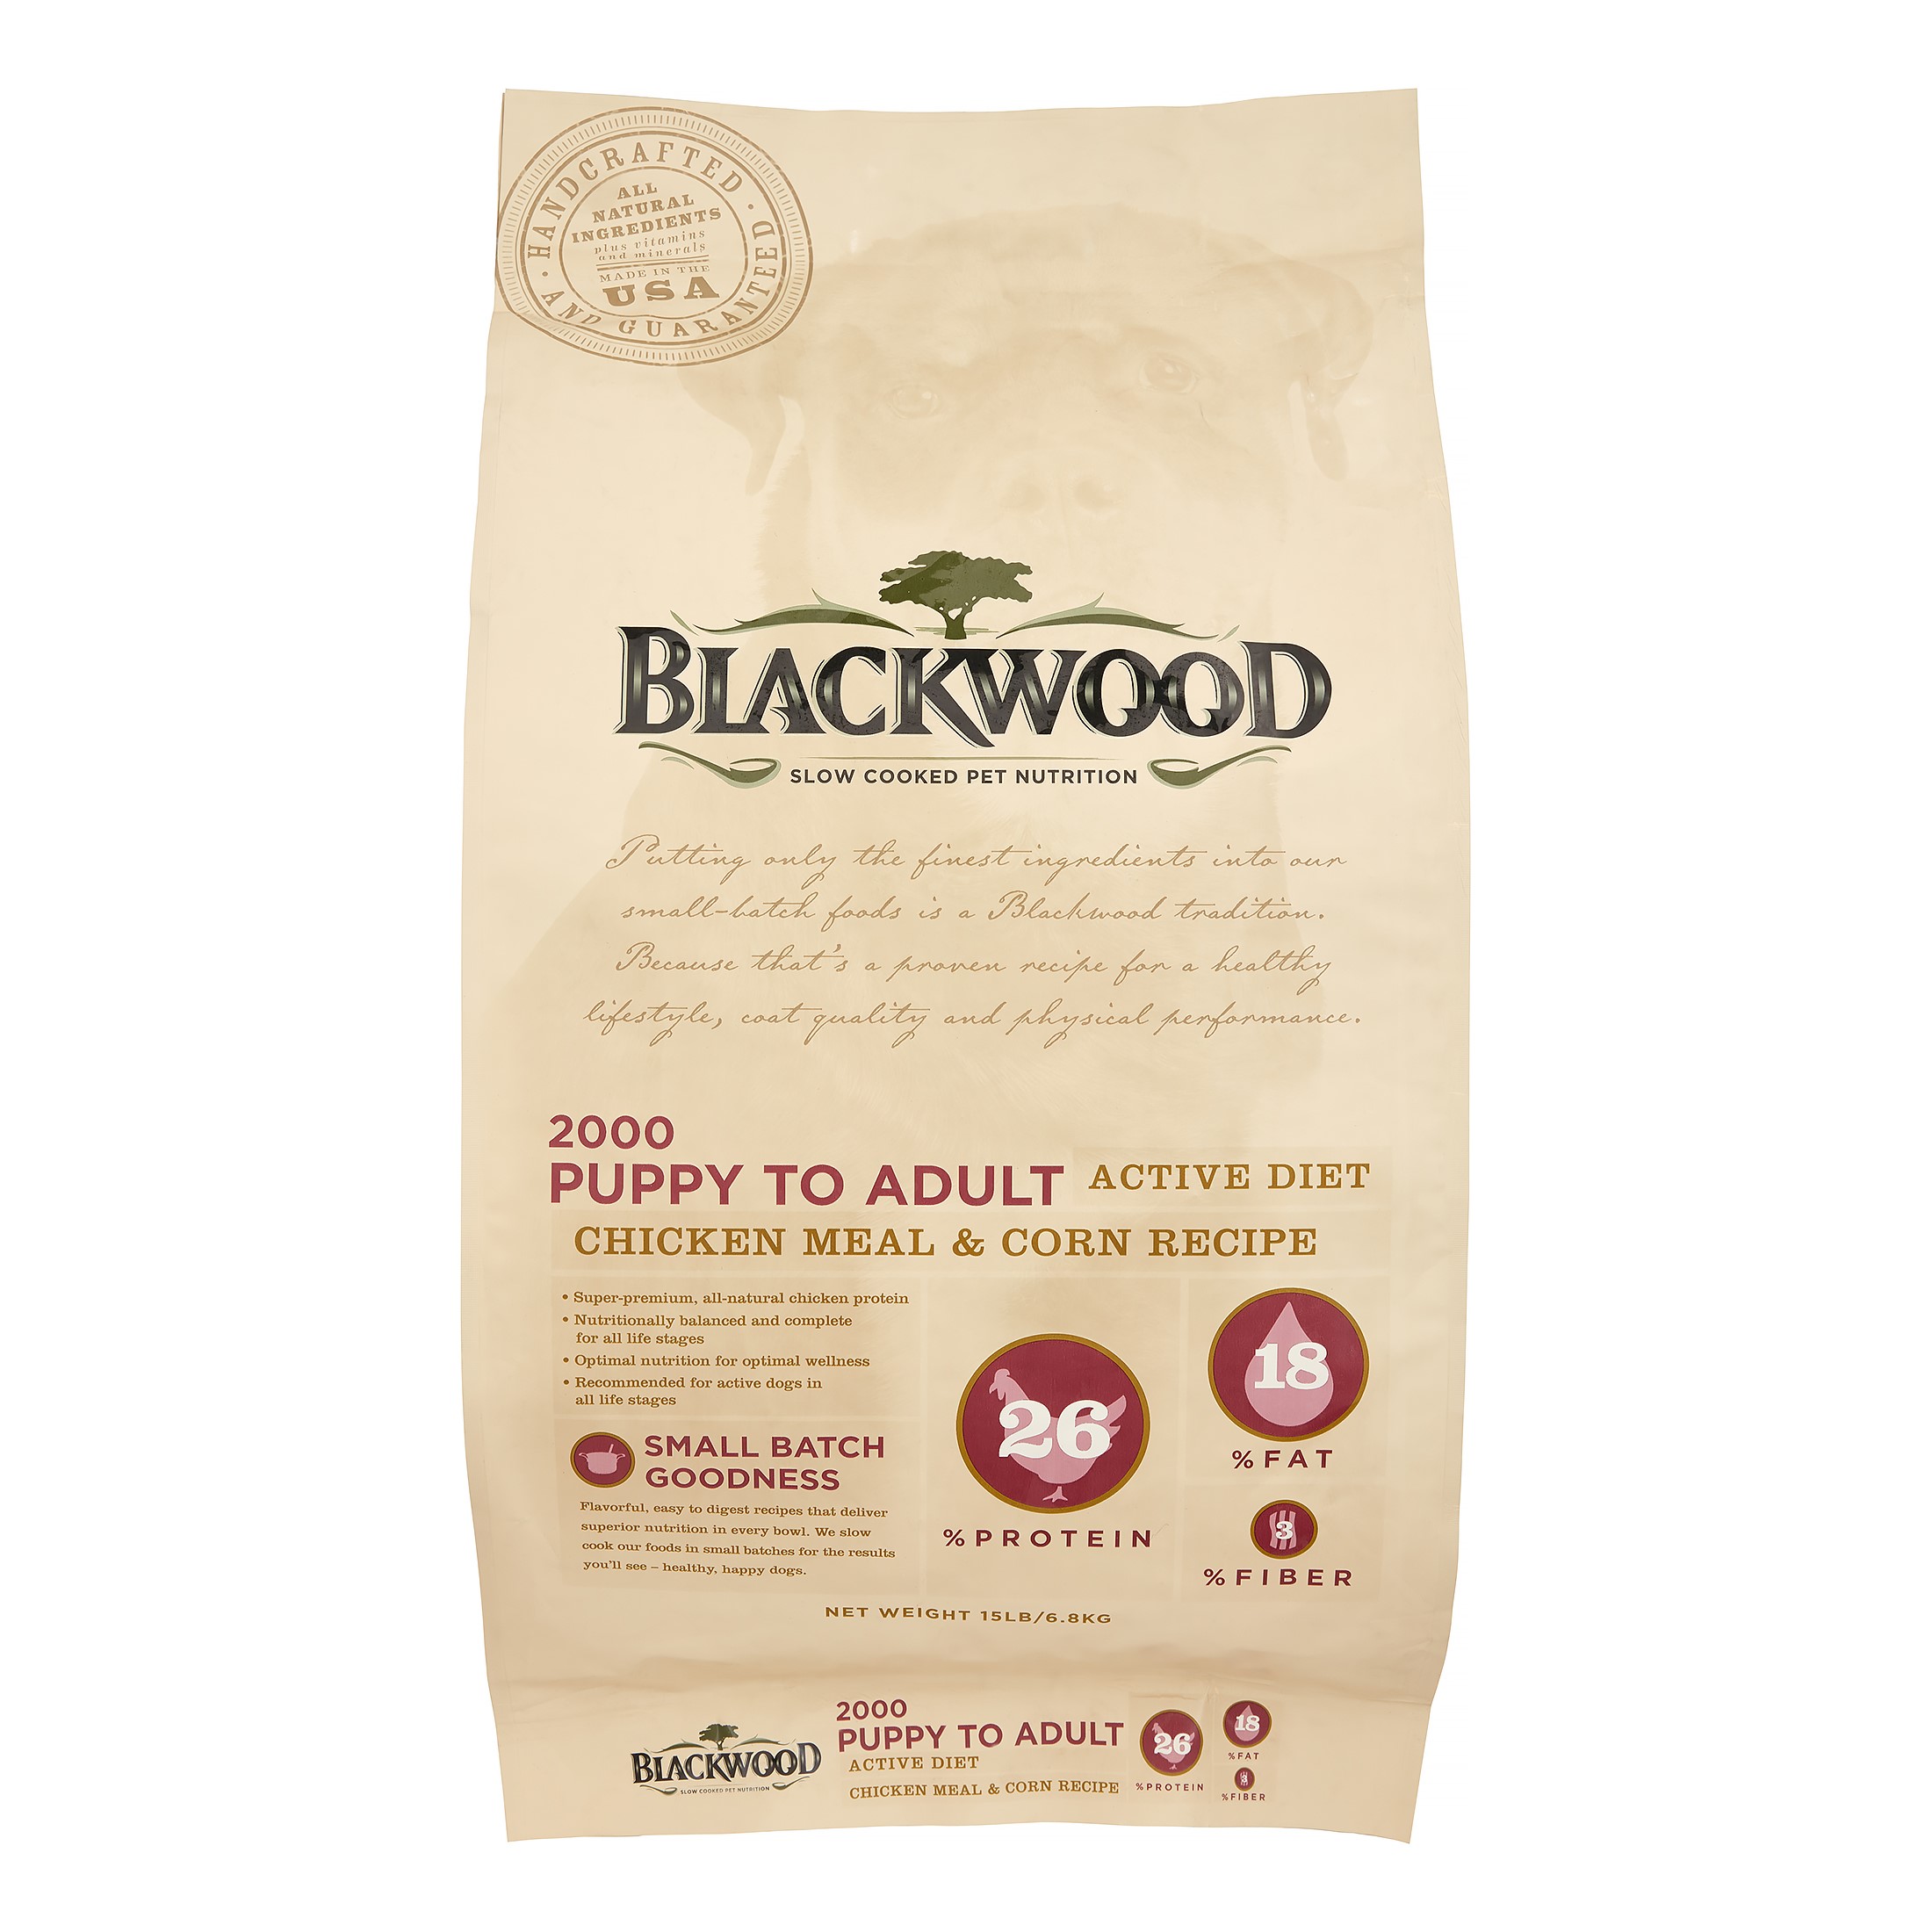 HANDCRAFTED
AND GUARANTEED
ALL
NATURAL
INGREDIENTS
plus vitamins
and minerals
MADE IN THE
USA
BLACKWOOD
SLOW COOKED PET NUTRITION
Putting only the finest ingredients into our
small-batch foods is a Blackwood tradition.
Because that's a proven recipe for a healthy
lifestyle, coat quality and physical performance.
2000
PUPPY TO ADULT ACTIVE DIET
CHICKEN MEAL & CORN RECIPE
• Super-premium, all-natural chicken protein
• Nutritionally balanced and complete
for all life stages
• Optimal nutrition for optimal wellness
• Recommended for active dogs in
all life stages
SMALL BATCH
GOODNESS
Flavorful, easy to digest recipes that deliver
superior nutrition in every bowl. We slow
cook our foods in small batches for the results
you'll see – healthy, happy dogs.
26
% PROTEIN
18
% FAT
3
% FIBER
NET WEIGHT 15LB/6.8KG
BLACKWOOD
SLOW COOKED PET NUTRITION
2000
PUPPY TO ADULT
ACTIVE DIET
CHICKEN MEAL & CORN RECIPE
26
% PROTEIN
18
% FAT
3
% FIBER